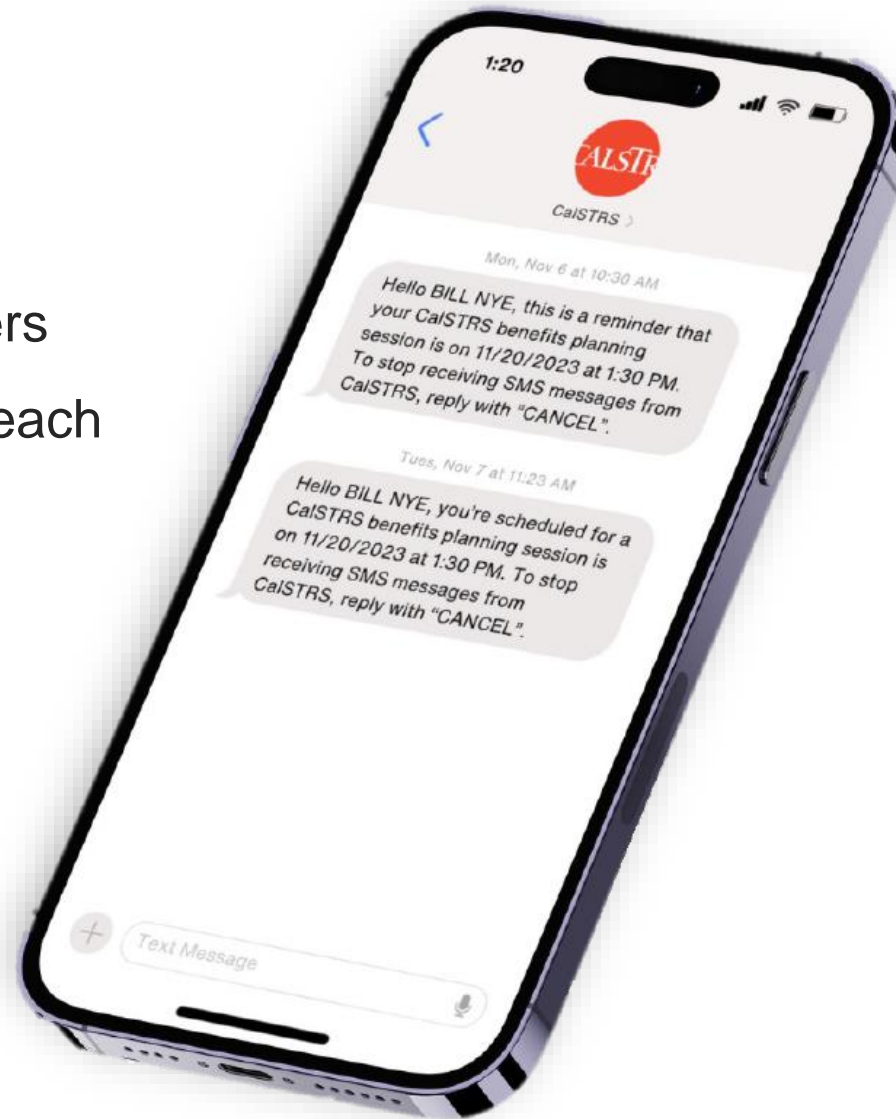 ers
each
1:20
CALSTR
CalSTRS
Mon, Nov 6 at 10:30 AM
Hello BILL NYE, this is a reminder that
your CalSTRS benefits planning
session is on 11/20/2023 at 1:30 PM.
To stop receiving SMS messages from
CalSTRS, reply with “CANCEL”.
Tues, Nov 7 at 11:23 AM
Hello BILL NYE, you're scheduled for a
CalSTRS benefits planning session is
on 11/20/2023 at 1:30 PM. To stop
receiving SMS messages from
CalSTRS, reply with “CANCEL”.
Text Message